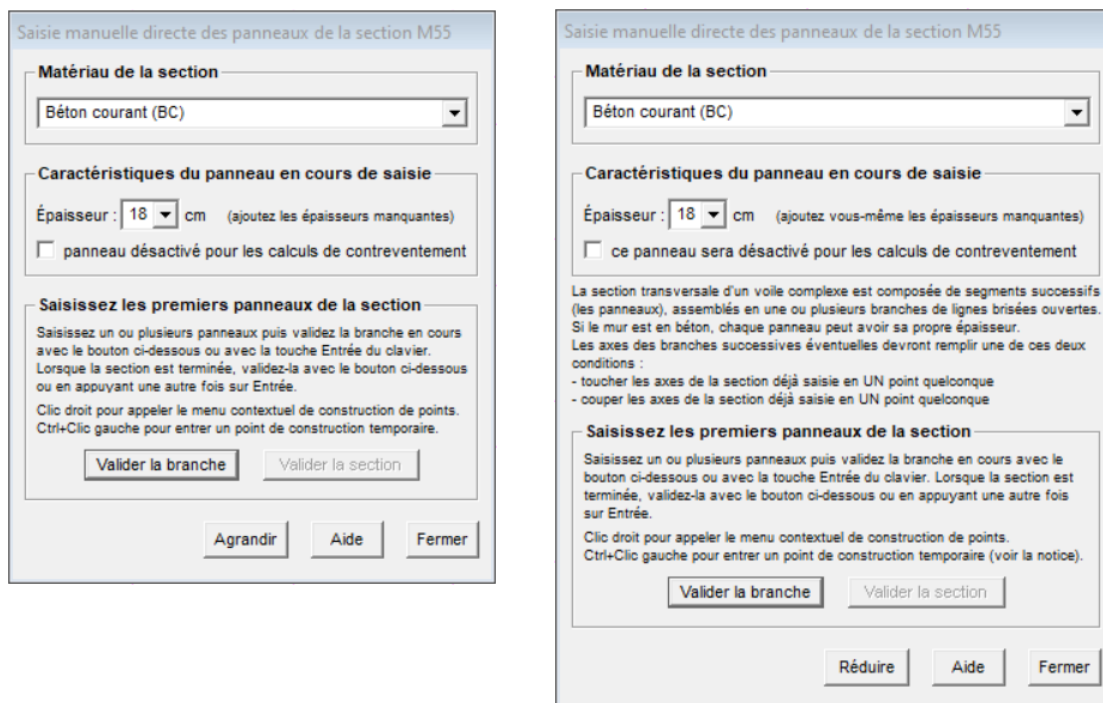 Saisie manuelle directe des panneaux de la section M55
Matériau de la section
Béton courant (BC)
Caractéristiques du panneau en cours de saisie
Épaisseur : 18 cm (ajoutez les épaisseurs manquantes)
panneau désactivé pour les calculs de contreventement
Saisissez les premiers panneaux de la section
Saisissez un ou plusieurs panneaux puis validez la branche en cours
avec le bouton ci-dessous ou avec la touche Entrée du clavier.
Lorsque la section est terminée, validez-la avec le bouton ci-dessous
ou en appuyant une autre fois sur Entrée.
Clic droit pour appeler le menu contextuel de construction de points.
Ctrl+Clic gauche pour entrer un point de construction temporaire.
Valider la branche Valider la section
Agrandir Aide Fermer
Saisie manuelle directe des panneaux de la section M55
Matériau de la section
Béton courant (BC)
Caractéristiques du panneau en cours de saisie
Épaisseur : 18 cm (ajoutez vous-même les épaisseurs manquantes)
ce panneau sera désactivé pour les calculs de contreventement
La section transversale d'un voile complexe est composée de segments successifs
(les panneaux), assemblés en une ou plusieurs branches de lignes brisées ouvertes.
Si le mur est en béton, chaque panneau peut avoir sa propre épaisseur.
Les axes des branches successives éventuelles devront remplir une de ces deux
conditions :
- toucher les axes de la section déjà saisie en UN point quelconque
- couper les axes de la section déjà saisie en UN point quelconque
Saisissez les premiers panneaux de la section
Saisissez un ou plusieurs panneaux puis validez la branche en cours avec le
bouton ci-dessous ou avec la touche Entrée du clavier. Lorsque la section est
terminée, validez-la avec le bouton ci-dessous ou en appuyant une autre fois
sur Entrée.
Clic droit pour appeler le menu contextuel de construction de points.
Ctrl+Clic gauche pour entrer un point de construction temporaire (voir la notice).
Valider la branche Valider la section
Réduire Aide Fermer